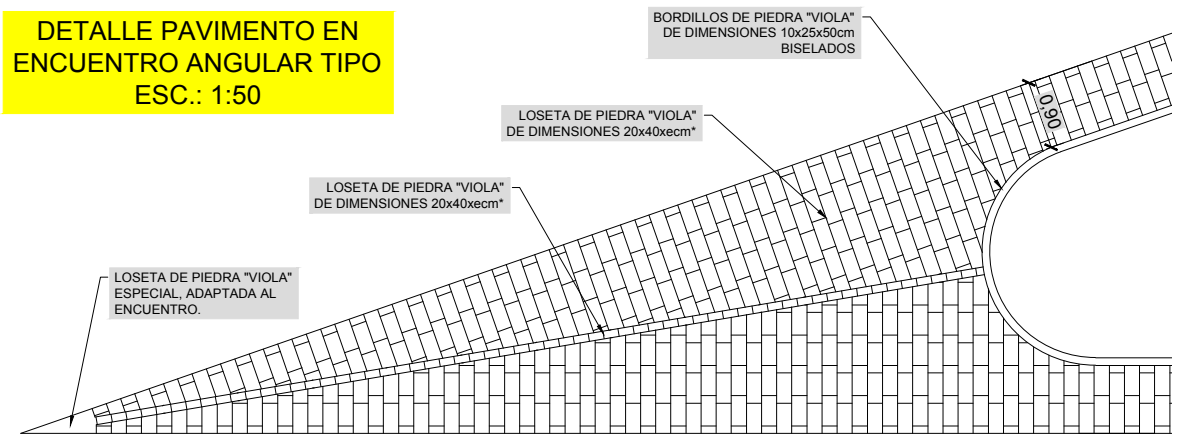 DETALLE PAVIMENTO EN
ENCUENTRO ANGULAR TIPO
ESC.: 1:50
BORDILLOS DE PIEDRA "VIOLA"
DE DIMENSIONES 10x25x50cm
BISELADOS
LOSETA DE PIEDRA "VIOLA"
DE DIMENSIONES 20x40xecm*
0,90
LOSETA DE PIEDRA "VIOLA"
DE DIMENSIONES 20x40xecm*
LOSETA DE PIEDRA "VIOLA"
ESPECIAL, ADAPTADA AL
ENCUENTRO.